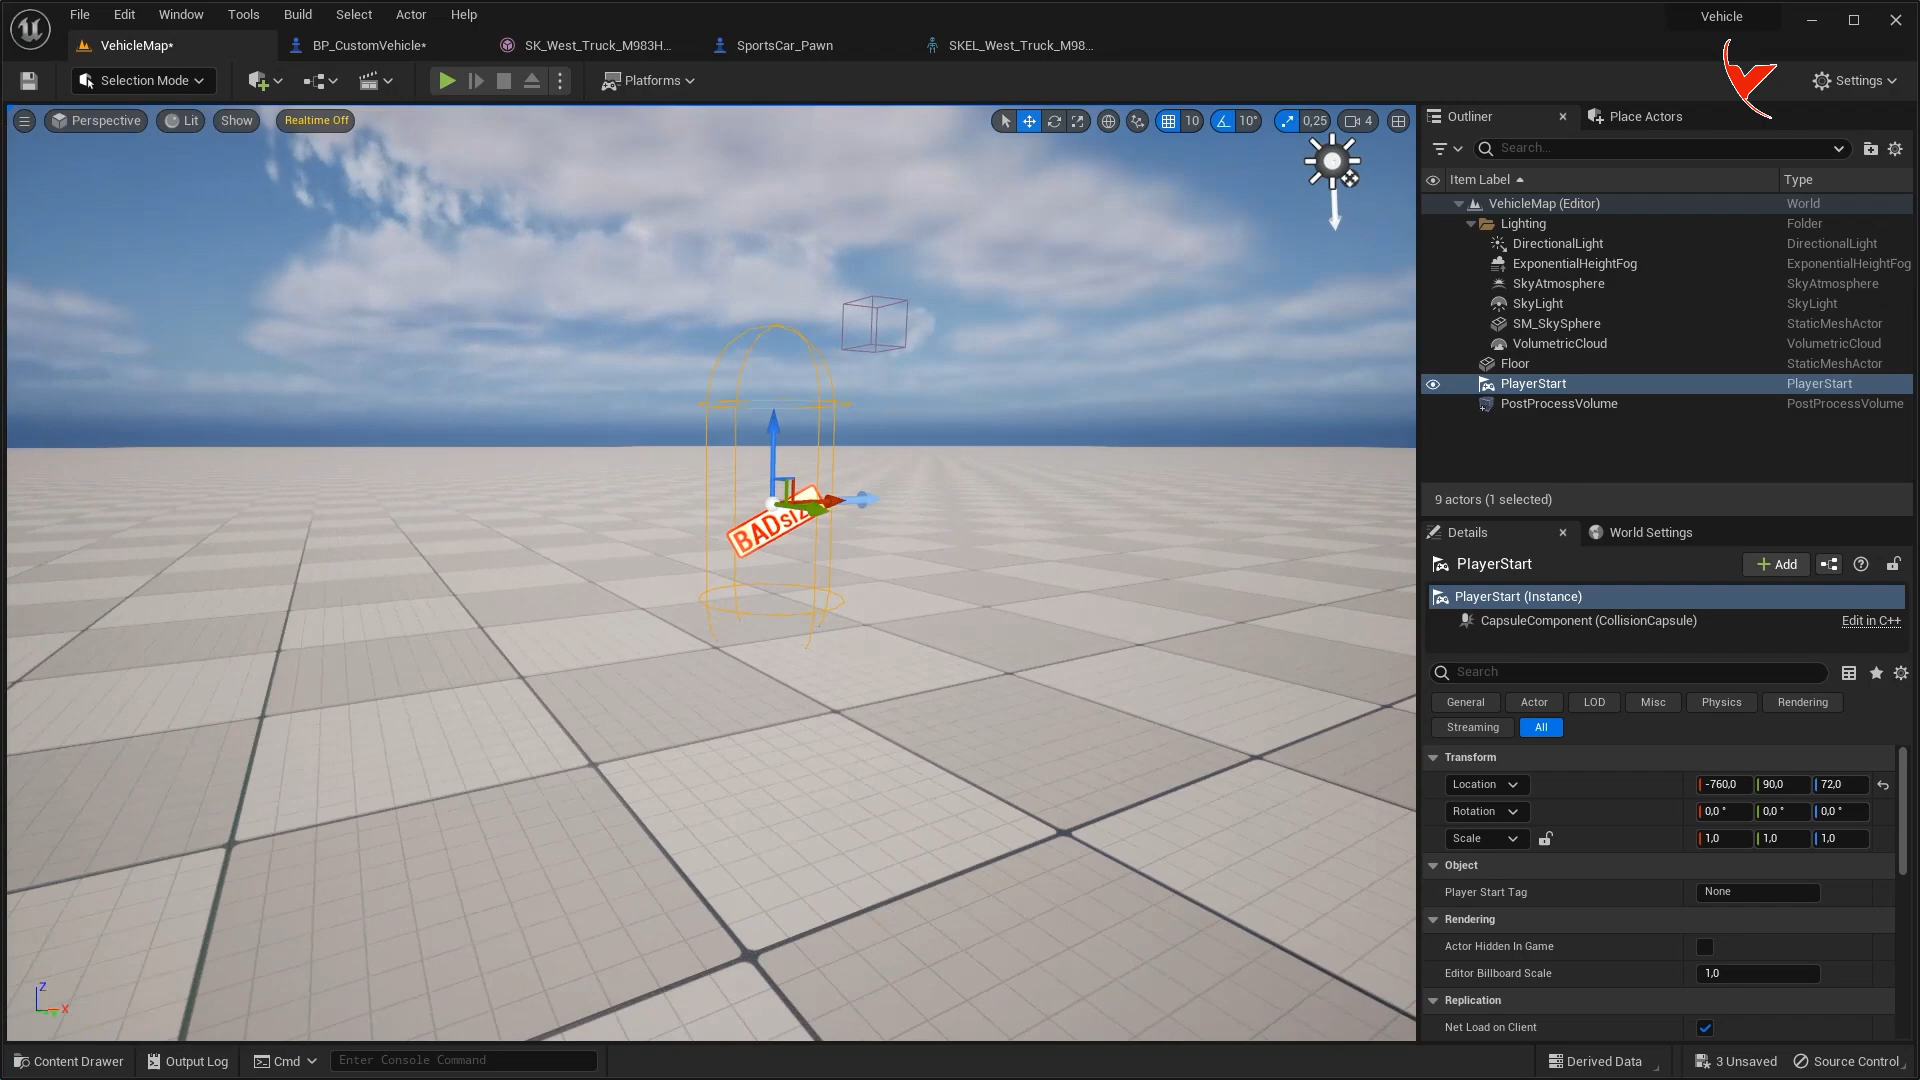 File Edit Window Tools Build Select Actor Help
Vehicle
VehicleMap* BP_CustomVehicle* SK_West_Truck_M983H... SportsCar_Pawn SKEL_West_Truck_M98...
Selection Mode Platforms Settings
Perspective Lit Show Realtime Off 10 10° 0,25 4
Outliner Place Actors
Search...
Item Label Type
VehicleMap (Editor) World
Lighting Folder
DirectionalLight DirectionalLight
ExponentialHeightFog ExponentialHeightFog
SkyAtmosphere SkyAtmosphere
SkyLight SkyLight
SM_SkySphere StaticMeshActor
VolumetricCloud VolumetricCloud
Floor StaticMeshActor
PlayerStart PlayerStart
PostProcessVolume PostProcessVolume
9 actors (1 selected)
BADsiz
Details World Settings
PlayerStart Add
PlayerStart (Instance)
CapsuleComponent (CollisionCapsule) Edit in C++
Search
General Actor LOD Misc Physics Rendering
Streaming All
Transform
Location -760,0 90,0 72,0
Rotation 0,0 ° 0,0 ° 0,0 °
Scale 1,0 1,0 1,0
Object
Player Start Tag None
Rendering
Actor Hidden In Game
Editor Billboard Scale 1,0
Replication
Net Load on Client
Z
X
Content Drawer Output Log Cmd Enter Console Command Derived Data 3 Unsaved Source Control